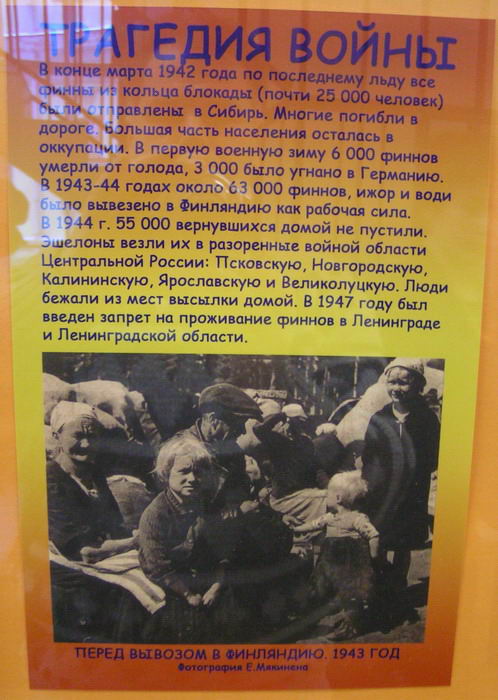 ТРАГЕДИЯ ВОЙНЫ
В конце марта 1942 года по последнему льду все
финны из кольца блокады (почти 25 000 человек)
были отправлены в Сибирь. Многие погибли в
дороге. Большая часть населения осталась в
оккупации. В первую военную зиму 6 000 финнов
умерли от голода, 3 000 было угнано в Германию.
В 1943-44 годах около 63 000 финнов, ижор и води
было вывезено в Финляндию как рабочая сила.
В 1944 г. 55 000 вернувшихся домой не пустили.
Эшелоны везли их в разоренные войной области
Центральной России: Псковскую, Новгородскую,
Калининскую, Ярославскую и Великолуцкую. Люди
бежали из мест высылки домой. В 1947 году был
введен запрет на проживание финнов в Ленинграде
и Ленинградской области.
ПЕРЕД ВЫВОЗОМ В ФИНЛЯНДИЮ. 1943 ГОД
Фотография Е.Мякинена